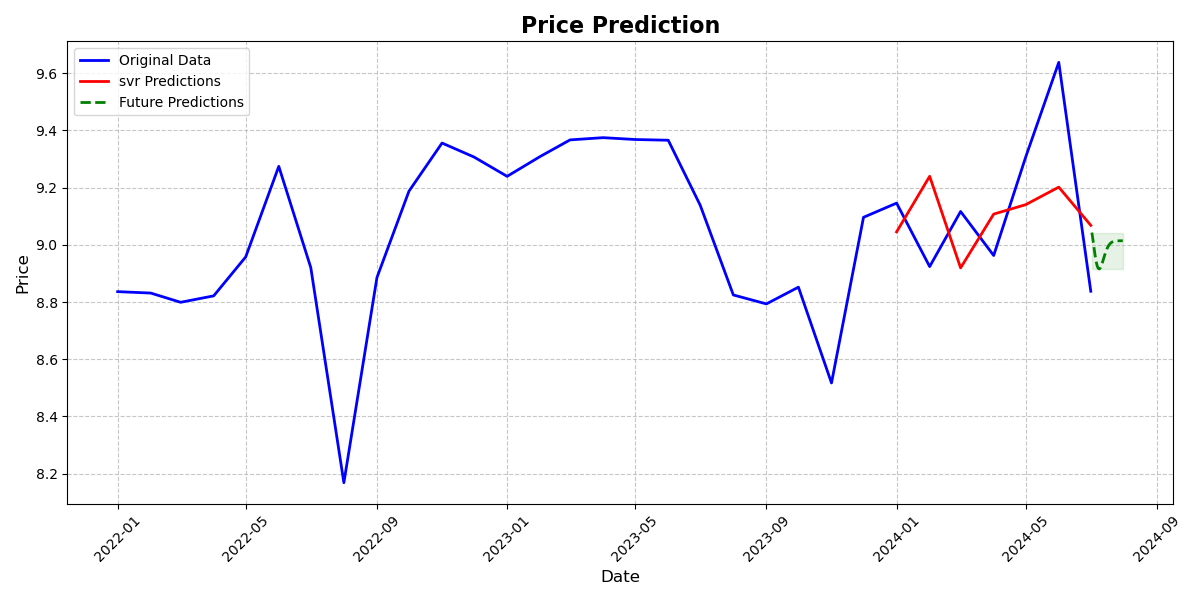 Price Prediction
Original Data
svr Predictions
Future Predictions
Price
9.6
9.4
9.2
9.0
8.8
8.6
8.4
8.2
2022-01
2022-05
2022-09
2023-01
2023-05
2023-09
2024-01
2024-05
2024-09
Date